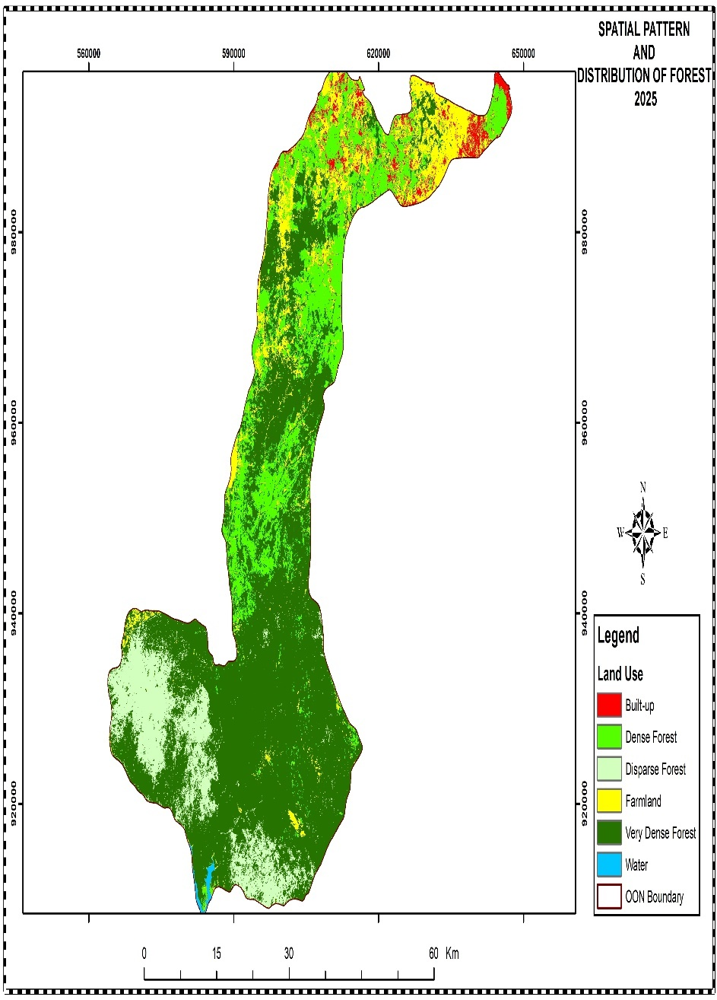 SPATIAL PATTERN
AND
DISTRIBUTION OF FOREST
2025
560000 590000 620000 650000
980000 980000
960000 960000
N
W E
S
940000 940000
Legend
Land Use
Built-up
Dense Forest
Disparse Forest
Farmland
Very Dense Forest
Water
OON Boundary
920000 920000
0 15 30 60 Km